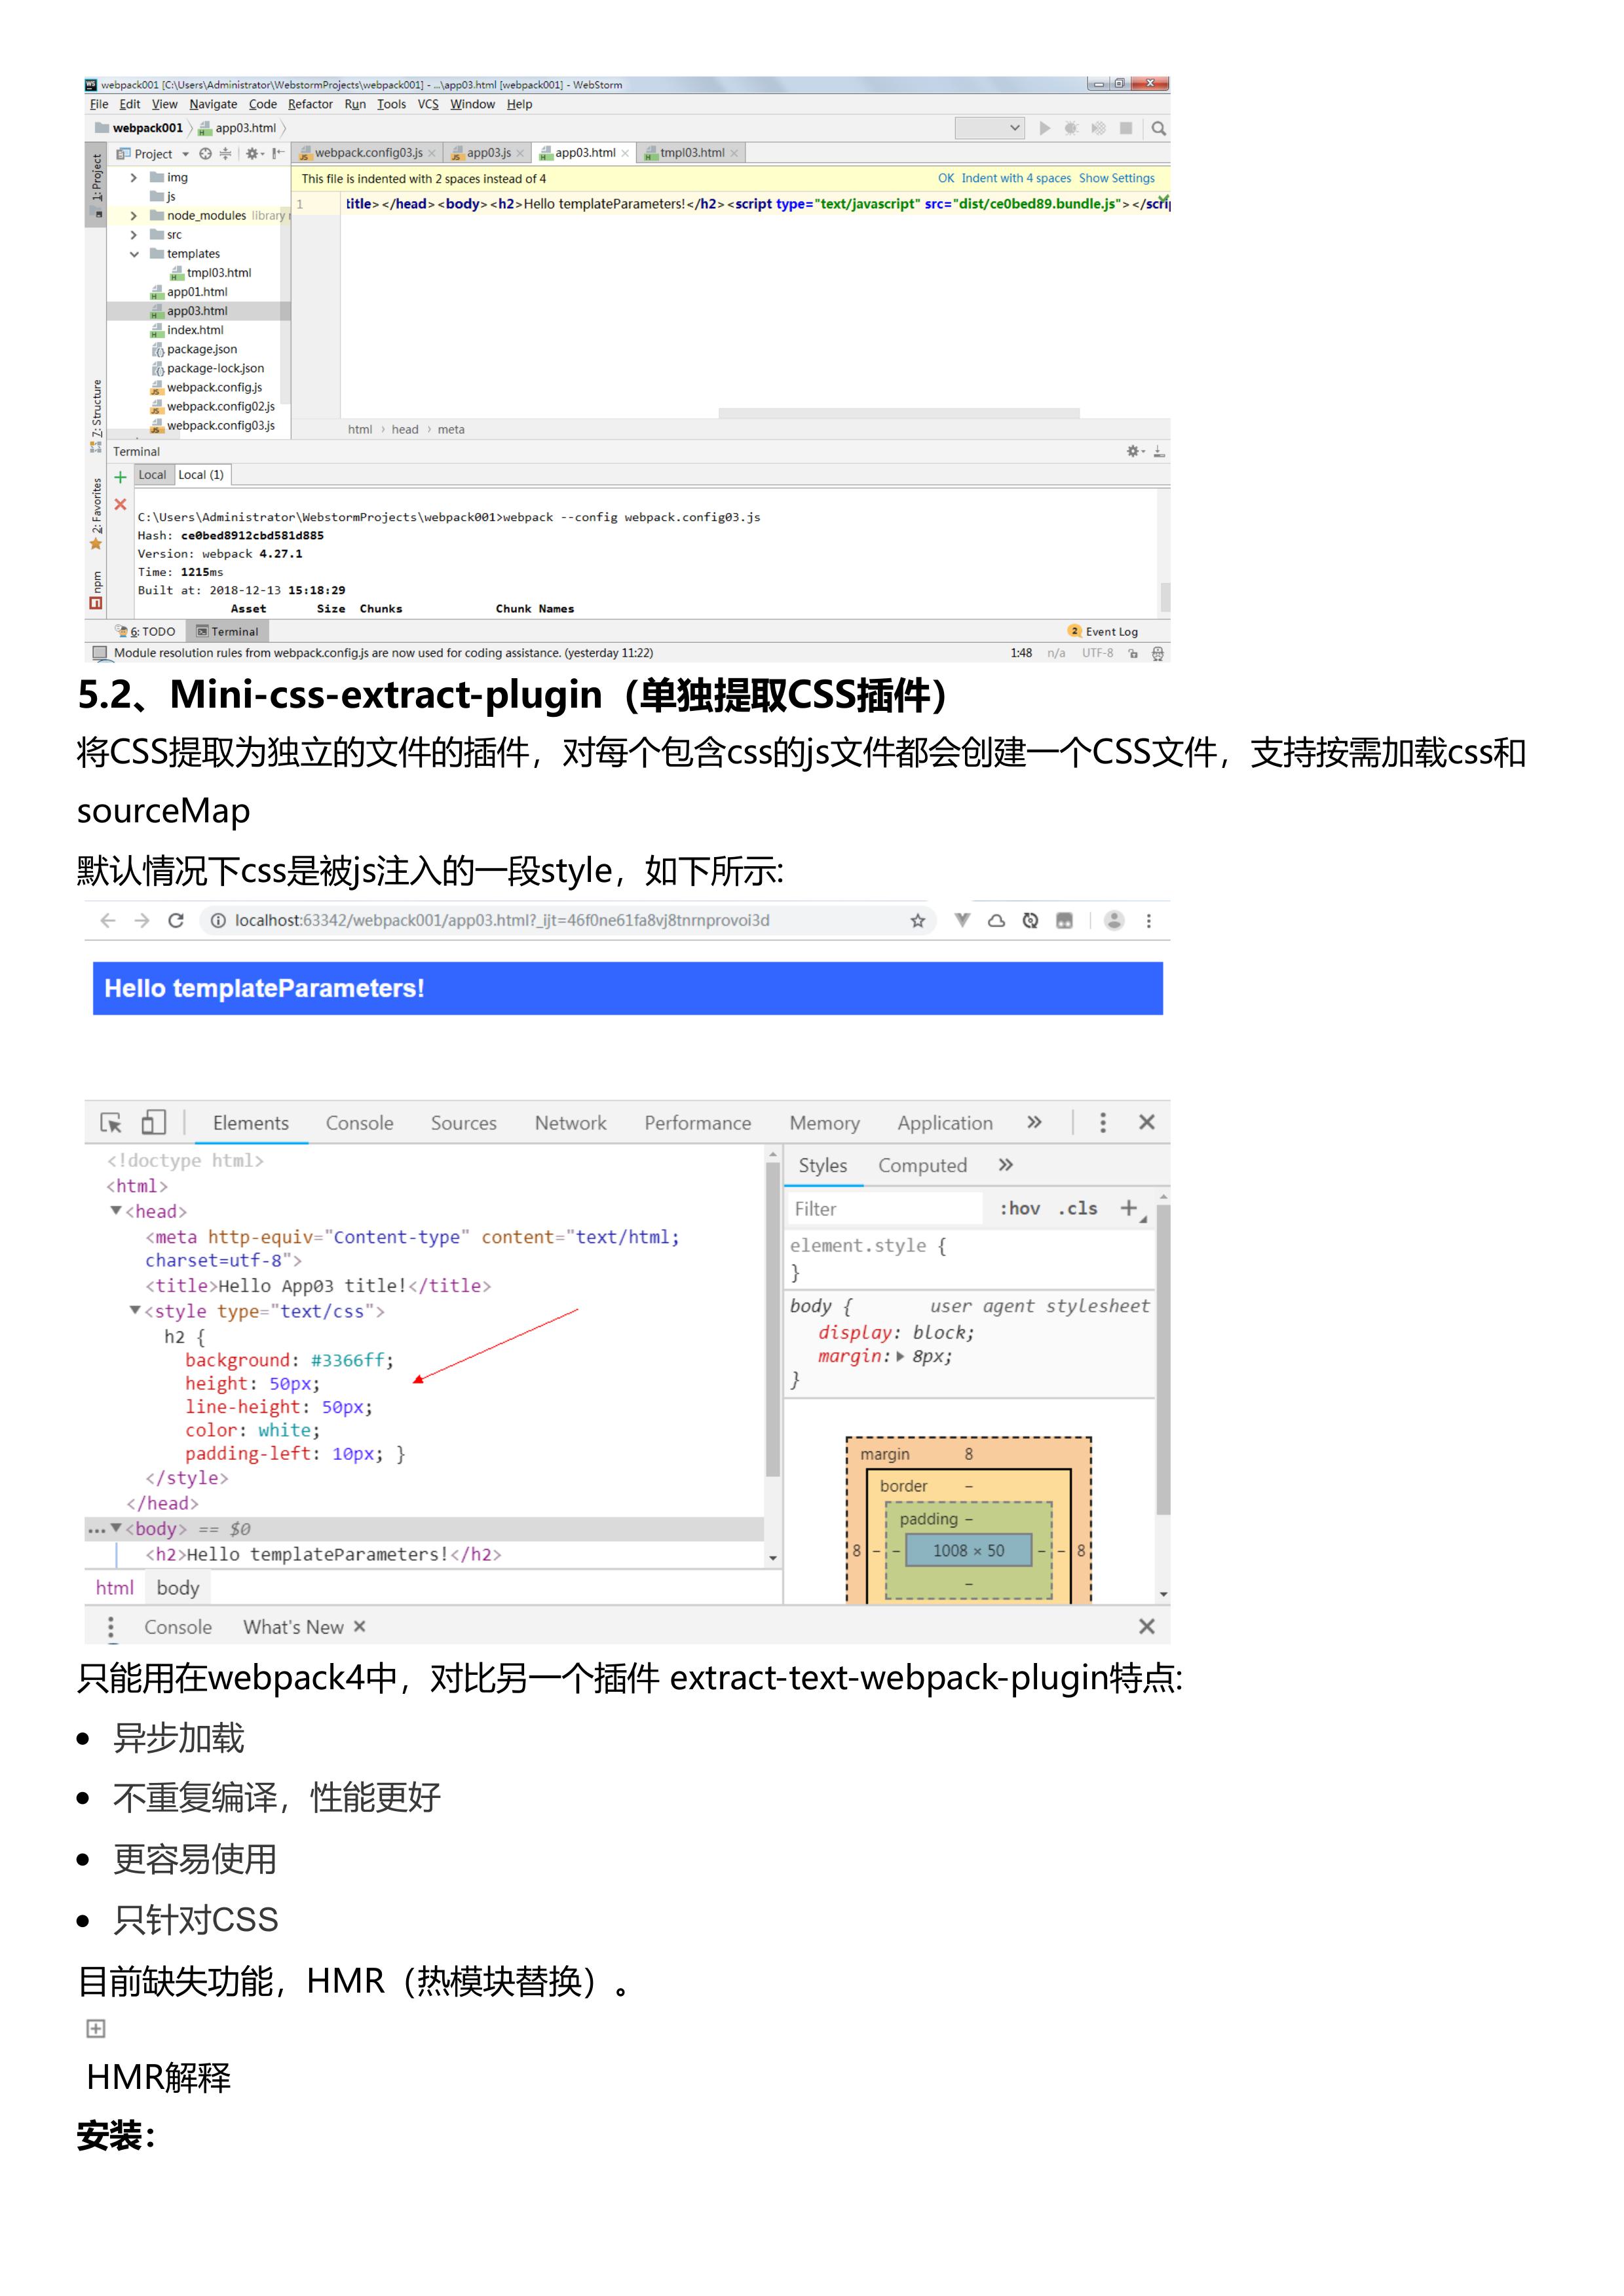 webpack001 [C:\Users\Administrator\WebstormProjects\webpack001] - ...\app03.html [webpack001] - WebStorm
File Edit View Navigate Code Refactor Run Tools VCS Window Help
webpack001 app03.html
1: Project
Project
webpack.config03.js
app03.js
app03.html
tmpl03.html
img
js
node_modules library
src
templates
tmpl03.html
app01.html
app03.html
index.html
package.json
package-lock.json
webpack.config.js
webpack.config02.js
webpack.config03.js
This file is indented with 2 spaces instead of 4 OK Indent with 4 spaces Show Settings
1 title></head><body><h2>Hello templateParameters!</h2><script type="text/javascript" src="dist/ce0bed89.bundle.js"></scrip
html › head › meta
Z: Structure
2: Favorites
npm
Terminal
Local Local (1)
C:\Users\Administrator\WebstormProjects\webpack001>webpack --config webpack.config03.js
Hash: ce0bed8912cbd581d885
Version: webpack 4.27.1
Time: 1215ms
Built at: 2018-12-13 15:18:29
Asset Size Chunks Chunk Names
6: TODO Terminal 2 Event Log
Module resolution rules from webpack.config.js are now used for coding assistance. (yesterday 11:22) 1:48 n/a UTF-8
5.2、Mini-css-extract-plugin（单独提取CSS插件）
将CSS提取为独立的文件的插件，对每个包含css的js文件都会创建一个CSS文件，支持按需加载css和
sourceMap
默认情况下css是被js注入的一段style，如下所示:
localhost:63342/webpack001/app03.html?_ijt=46f0ne61fa8vj8tnrnprovoi3d
Hello templateParameters!
Elements Console Sources Network Performance Memory Application »
<!doctype html>
<html>
▼<head>
<meta http-equiv="Content-type" content="text/html;
charset=utf-8">
<title>Hello App03 title!</title>
▼<style type="text/css">
h2 {
background: #3366ff;
height: 50px;
line-height: 50px;
color: white;
padding-left: 10px; }
</style>
</head>
...▼<body> == $0
<h2>Hello templateParameters!</h2>
html body
Styles Computed »
Filter :hov .cls +
element.style {
}
body { user agent stylesheet
display: block;
margin:▶ 8px;
}
margin 8
border –
padding –
8 – – 1008 × 50 – – 8
–
Console What's New ×
只能用在webpack4中，对比另一个插件 extract-text-webpack-plugin特点:
• 异步加载
• 不重复编译，性能更好
• 更容易使用
• 只针对CSS
目前缺失功能，HMR（热模块替换）。
HMR解释
安装：